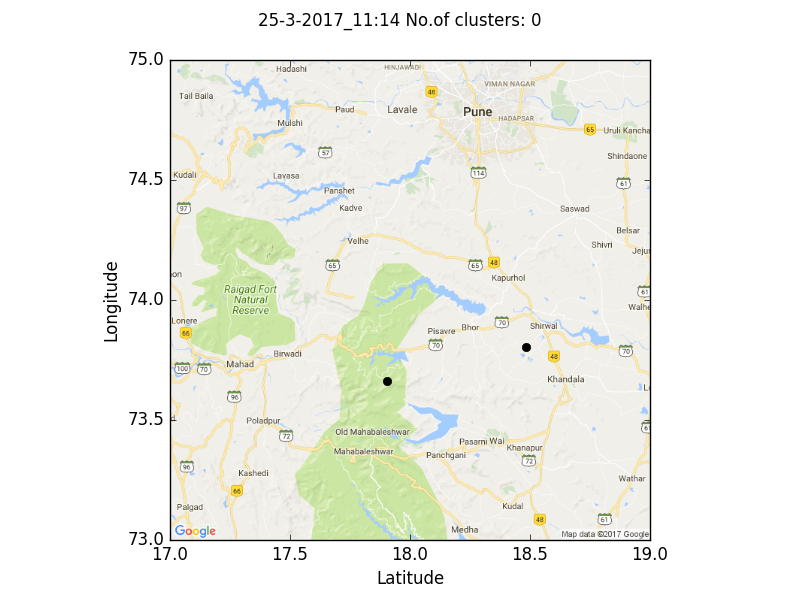 25-3-2017_11:14 No.of clusters: 0
75.0
74.5
74.0
73.5
73.0
17.0
17.5
18.0
18.5
19.0
Longitude
Latitude
Hadashi
HINJAWADI
VIMAN NAGAR
Tail Baila
48
Paud
Lavale
Pune
HADAPSAR
Mulshi
65
Uruli Kancha
57
Shindaone
Kudali
Lavasa
114
61
Panshet
97
Kadve
Saswad
Belsar
Velhe
Shivri
Jeju
65
65
48
on
Kapurhol
Raigad Fort
Natural
Reserve
61
Walhe
Lonere
66
Pisavre
Bhor
70
Shirwal
70
70
Birwadi
48
100
70
Mahad
Khandala
96
Poladpur
72
Old Mahabaleshwar
Mahabaleshwar
Pasarni
Wai
Khanapur
Panchgani
72
96
Kashedi
66
Wathar
Palgad
Kudal
48
61
Medha
Google
Map data ©2017 Google